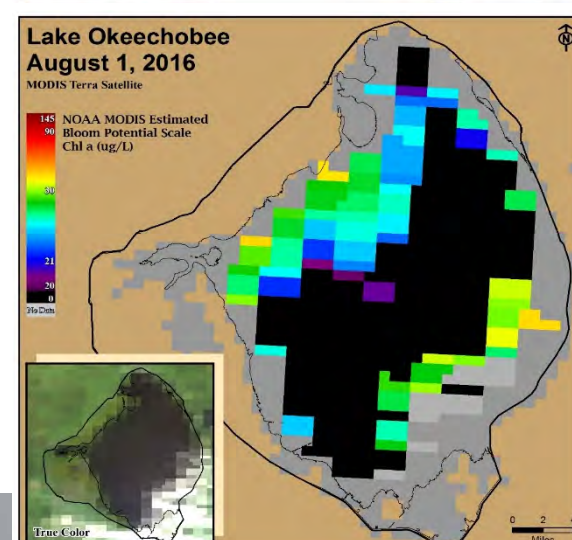 Lake Okeechobee
August 1, 2016
MODIS Terra Satellite
NOAA MODIS Estimated
Bloom Potential Scale
Chl a (ug/L)
145
90
30
21
20
0
No Data
N
True Color
0
Miles